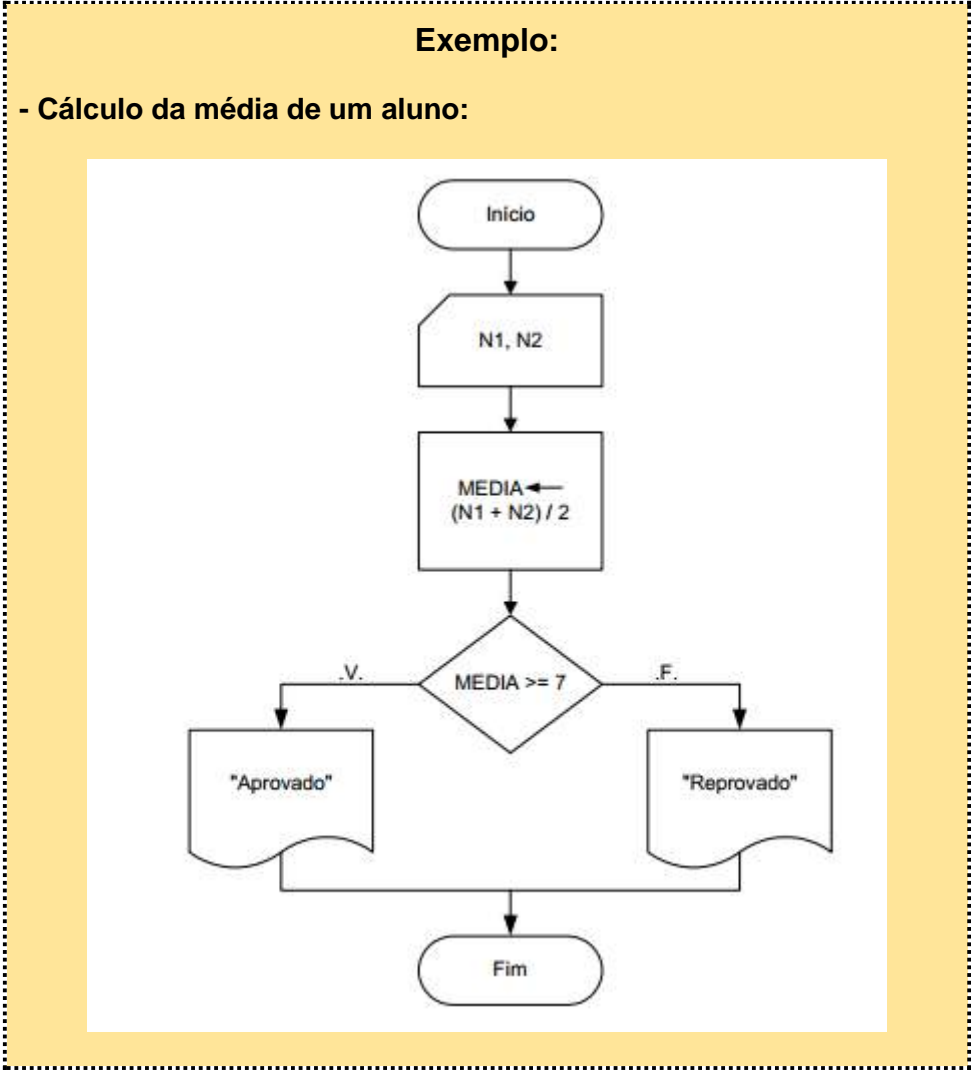 Exemplo:
- Cálculo da média de um aluno:
Início
N1, N2
MEDIA ←
(N1 + N2) / 2
.V.
MEDIA >= 7
.F.
"Aprovado"
"Reprovado"
Fim